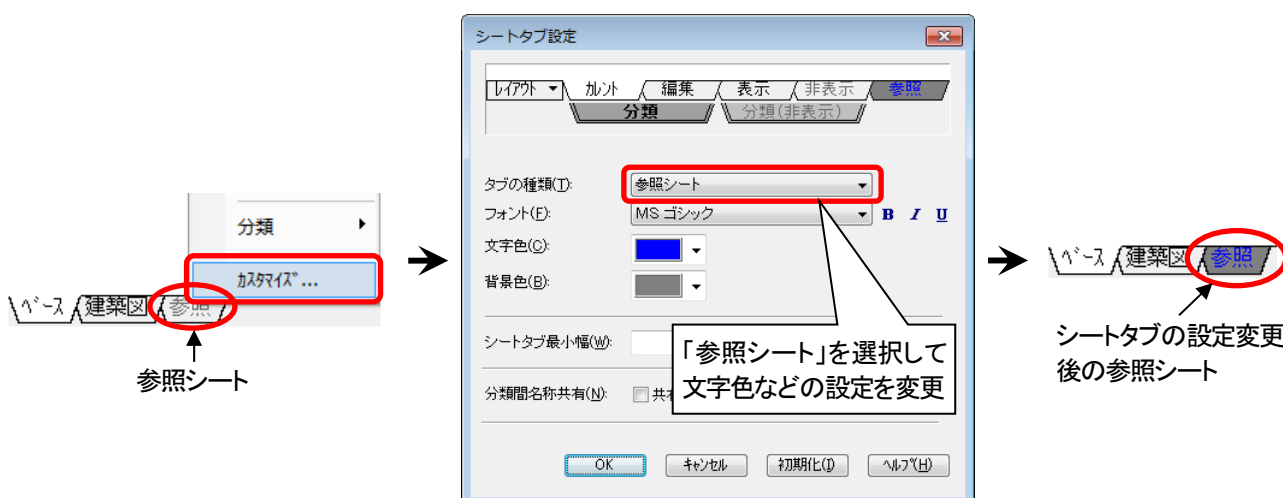 分類
ｶｽﾀﾏｲｽﾞ...
ﾍﾞｰｽ 建築図 参照
参照シート
シートタブ設定
ﾚｲｱｳﾄ ｶﾚﾝﾄ 編集 表示 非表示 参照
分類 分類(非表示)
タブの種類(T): 参照シート
フォント(F): MS ゴシック B I U
文字色(C):
背景色(B):
シートタブ最小幅(W):
分類間名称共有(N):
「参照シート」を選択して
文字色などの設定を変更
OK ｷｬﾝｾﾙ 初期化(I) ﾍﾙﾌﾟ(H)
ﾍﾞｰｽ 建築図 参照
シートタブの設定変更
後の参照シート